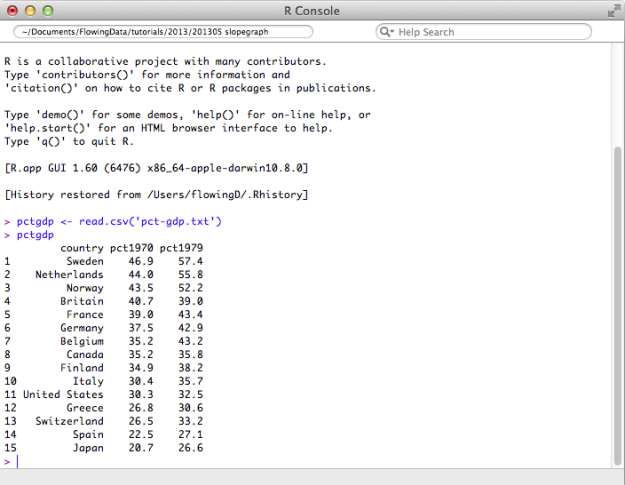 R Console
~/Documents/FlowingData/tutorials/2013/201305 slopegraph
Help Search
R is a collaborative project with many contributors.
Type 'contributors()' for more information and
'citation()' on how to cite R or R packages in publications.
Type 'demo()' for some demos, 'help()' for on-line help, or
'help.start()' for an HTML browser interface to help.
Type 'q()' to quit R.
[R.app GUI 1.60 (6476) x86_64-apple-darwin10.8.0]
[History restored from /Users/flowingD/.Rhistory]
> pctgdp <- read.csv('pct-gdp.txt')
> pctgdp
country pct1970 pct1979
1 Sweden 46.9 57.4
2 Netherlands 44.0 55.8
3 Norway 43.5 52.2
4 Britain 40.7 39.0
5 France 39.0 43.4
6 Germany 37.5 42.9
7 Belgium 35.2 43.2
8 Canada 35.2 35.8
9 Finland 34.9 38.2
10 Italy 30.4 35.7
11 United States 30.3 32.5
12 Greece 26.8 30.6
13 Switzerland 26.5 33.2
14 Spain 22.5 27.1
15 Japan 20.7 26.6
>